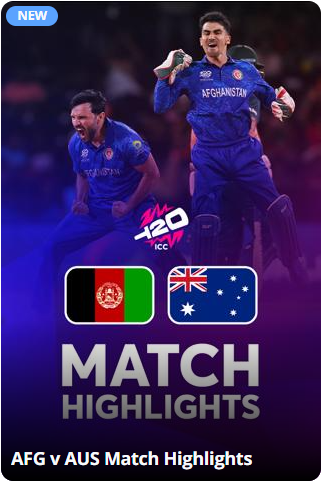 NEW
AFGHANISTAN
T20
ICC
MATCH
HIGHLIGHTS
AFG v AUS Match Highlights